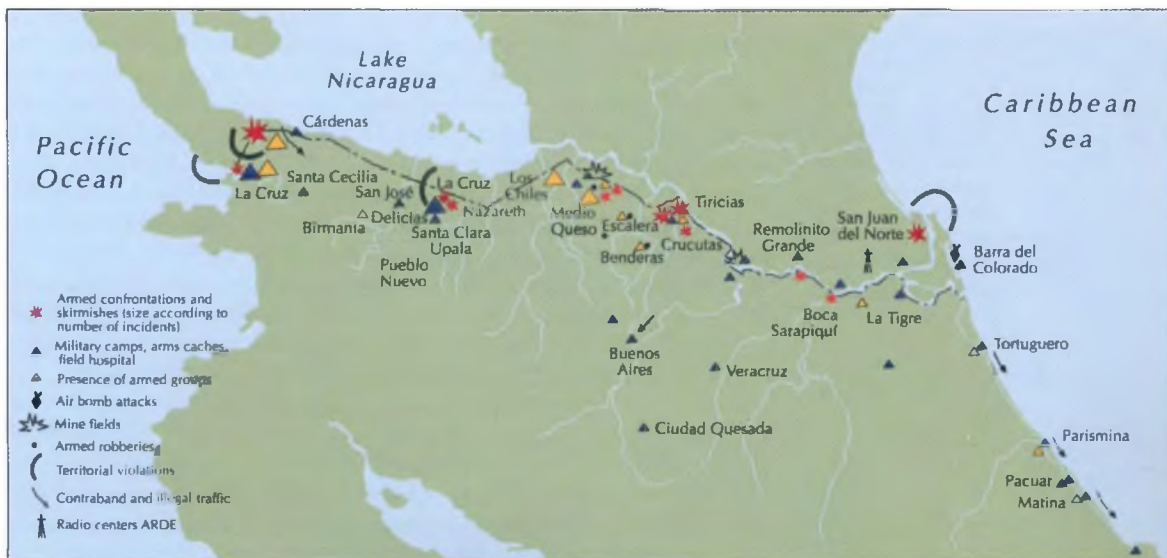 Lake
Nicaragua
Caribbean
Sea
Pacific
Ocean
Cárdenas
La Cruz
Santa Cecilia
San José
La Cruz
Los
Chiles
Tiricias
Birmania
Delicias
Nazareth
Medio
Queso
Escalera
San Juan
del Norte
Santa Clara
Upala
Crucutas
Remolinito
Grande
Benderas
Barra del
Colorado
Pueblo
Nuevo
Boca
Sarapiquí
La Tigre
Buenos
Aires
Veracruz
Tortuguero
Ciudad Quesada
Parismina
Pacuar
Matina
Armed confrontations and
skirmishes (size according to
number of incidents)
Military camps, arms caches,
field hospital
Presence of armed groups
Air bomb attacks
Mine fields
Armed robberies
Territorial violations
Contraband and illegal traffic
Radio centers ARDE